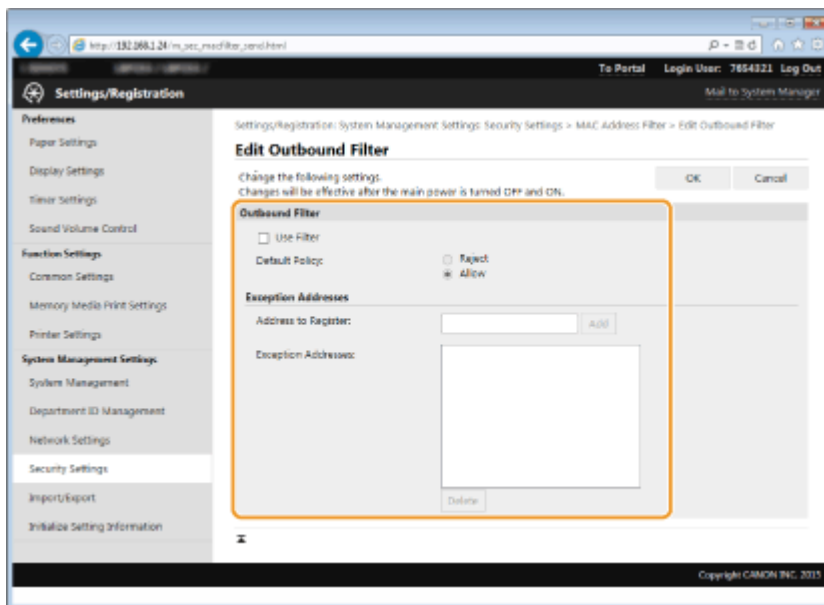 http://192.168.1.24/m_sec_macfilter_send.html
To Portal Login User: 7654321 Log Out
Settings/Registration
Mail to System Manager
Preferences
Paper Settings
Display Settings
Timer Settings
Sound Volume Control
Function Settings
Common Settings
Memory Media Print Settings
Printer Settings
System Management Settings
System Management
Department ID Management
Network Settings
Security Settings
Import/Export
Initialize Setting Information
Settings/Registration: System Management Settings: Security Settings > MAC Address Filter > Edit Outbound Filter
Edit Outbound Filter
Change the following settings.
Changes will be effective after the main power is turned OFF and ON.
OK Cancel
Outbound Filter
Use Filter
Default Policy:
Reject
Allow
Exception Addresses
Address to Register:
Add
Exception Addresses:
Delete
Copyright CANON INC. 2015